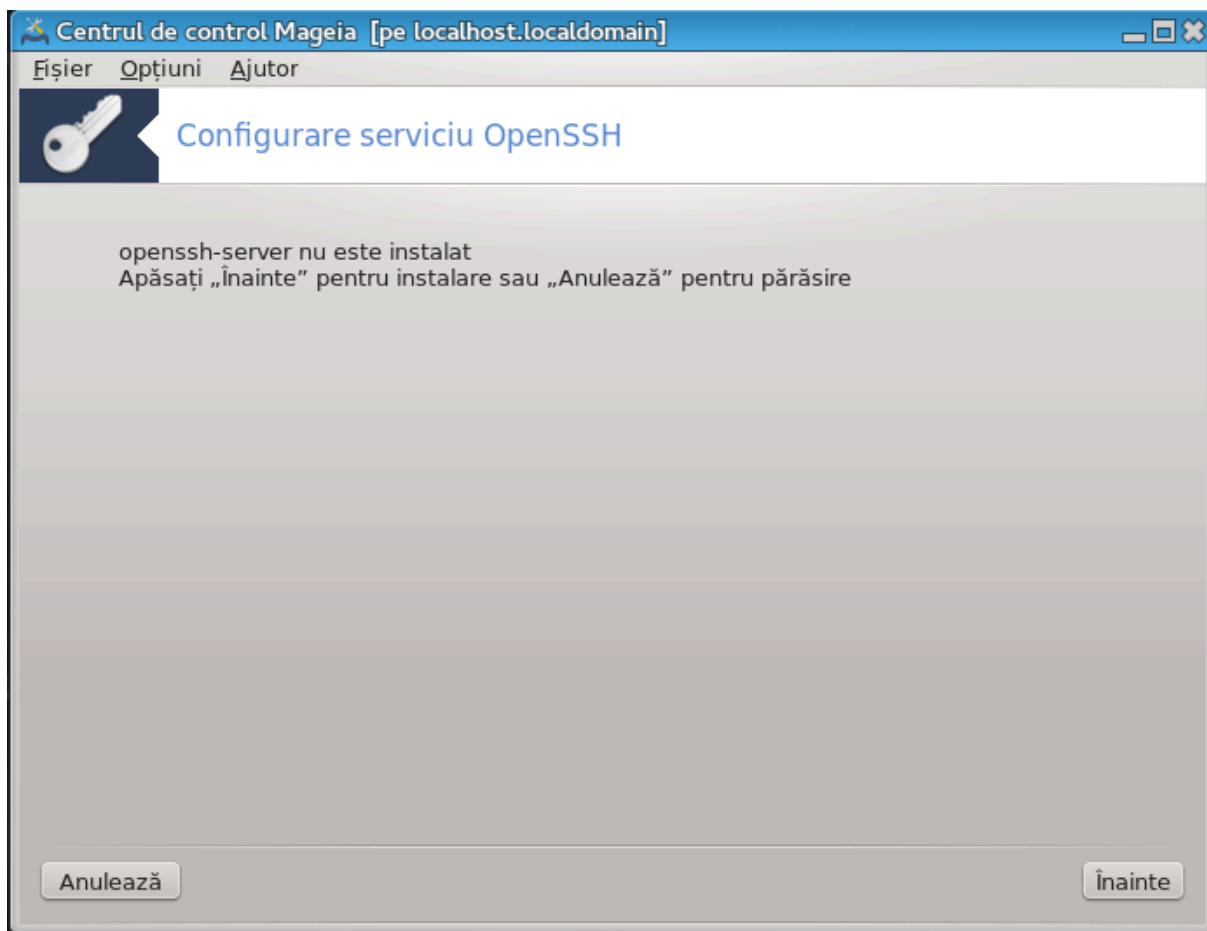 Centrul de control Mageia [pe localhost.localdomain]
Fișier Opțiuni Ajutor
Configurare serviciu OpenSSH
openssh-server nu este instalat
Apăsați „Înainte” pentru instalare sau „Anulează” pentru părăsire
Anulează Înainte